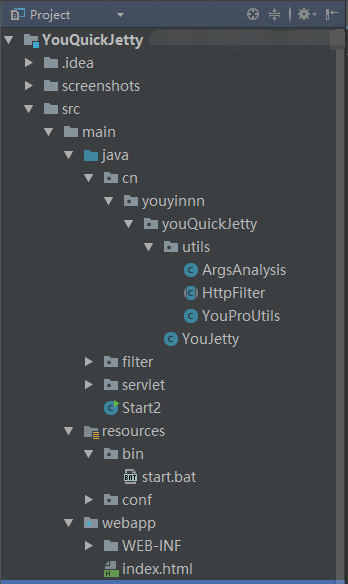 Project
YouQuickJetty
.idea
screenshots
src
main
java
cn
youyinnn
youQuickJetty
utils
ArgsAnalysis
HttpFilter
YouProUtils
YouJetty
filter
servlet
Start2
resources
bin
start.bat
conf
webapp
WEB-INF
index.html